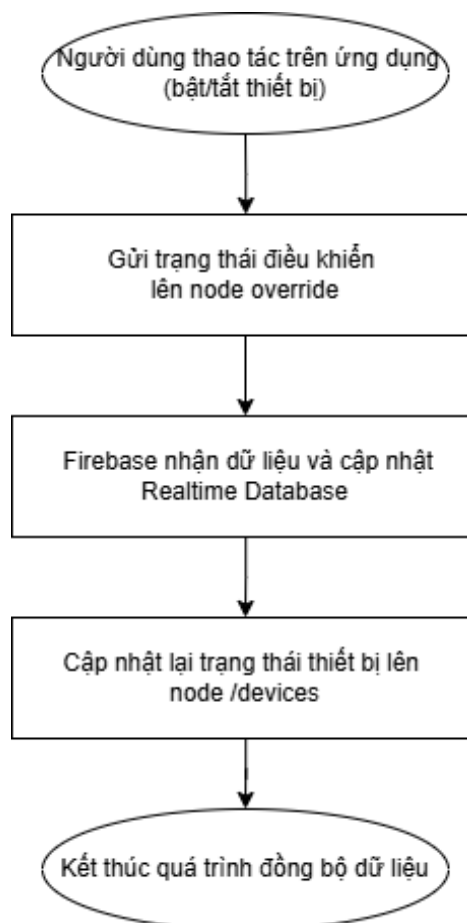 Người dùng thao tác trên ứng dụng
(bật/tắt thiết bị)
Gửi trạng thái điều khiển
lên node override
Firebase nhận dữ liệu và cập nhật
Realtime Database
Cập nhật lại trạng thái thiết bị lên
node /devices
Kết thúc quá trình đồng bộ dữ liệu